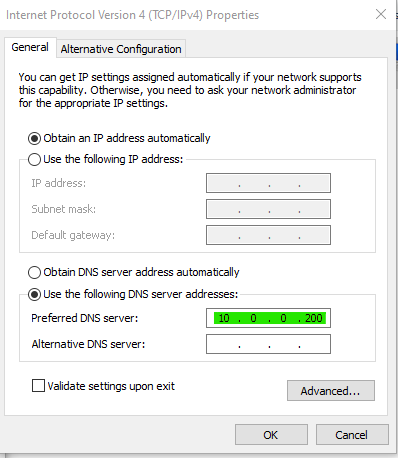 Internet Protocol Version 4 (TCP/IPv4) Properties
General
Alternative Configuration
You can get IP settings assigned automatically if your network supports
this capability. Otherwise, you need to ask your network administrator
for the appropriate IP settings.
Obtain an IP address automatically
Use the following IP address:
IP address:
. . .
Subnet mask:
. . .
Default gateway:
. . .
Obtain DNS server address automatically
Use the following DNS server addresses:
Preferred DNS server:
10 . 0 . 0 . 200
Alternative DNS server:
. . .
Validate settings upon exit
Advanced...
OK
Cancel